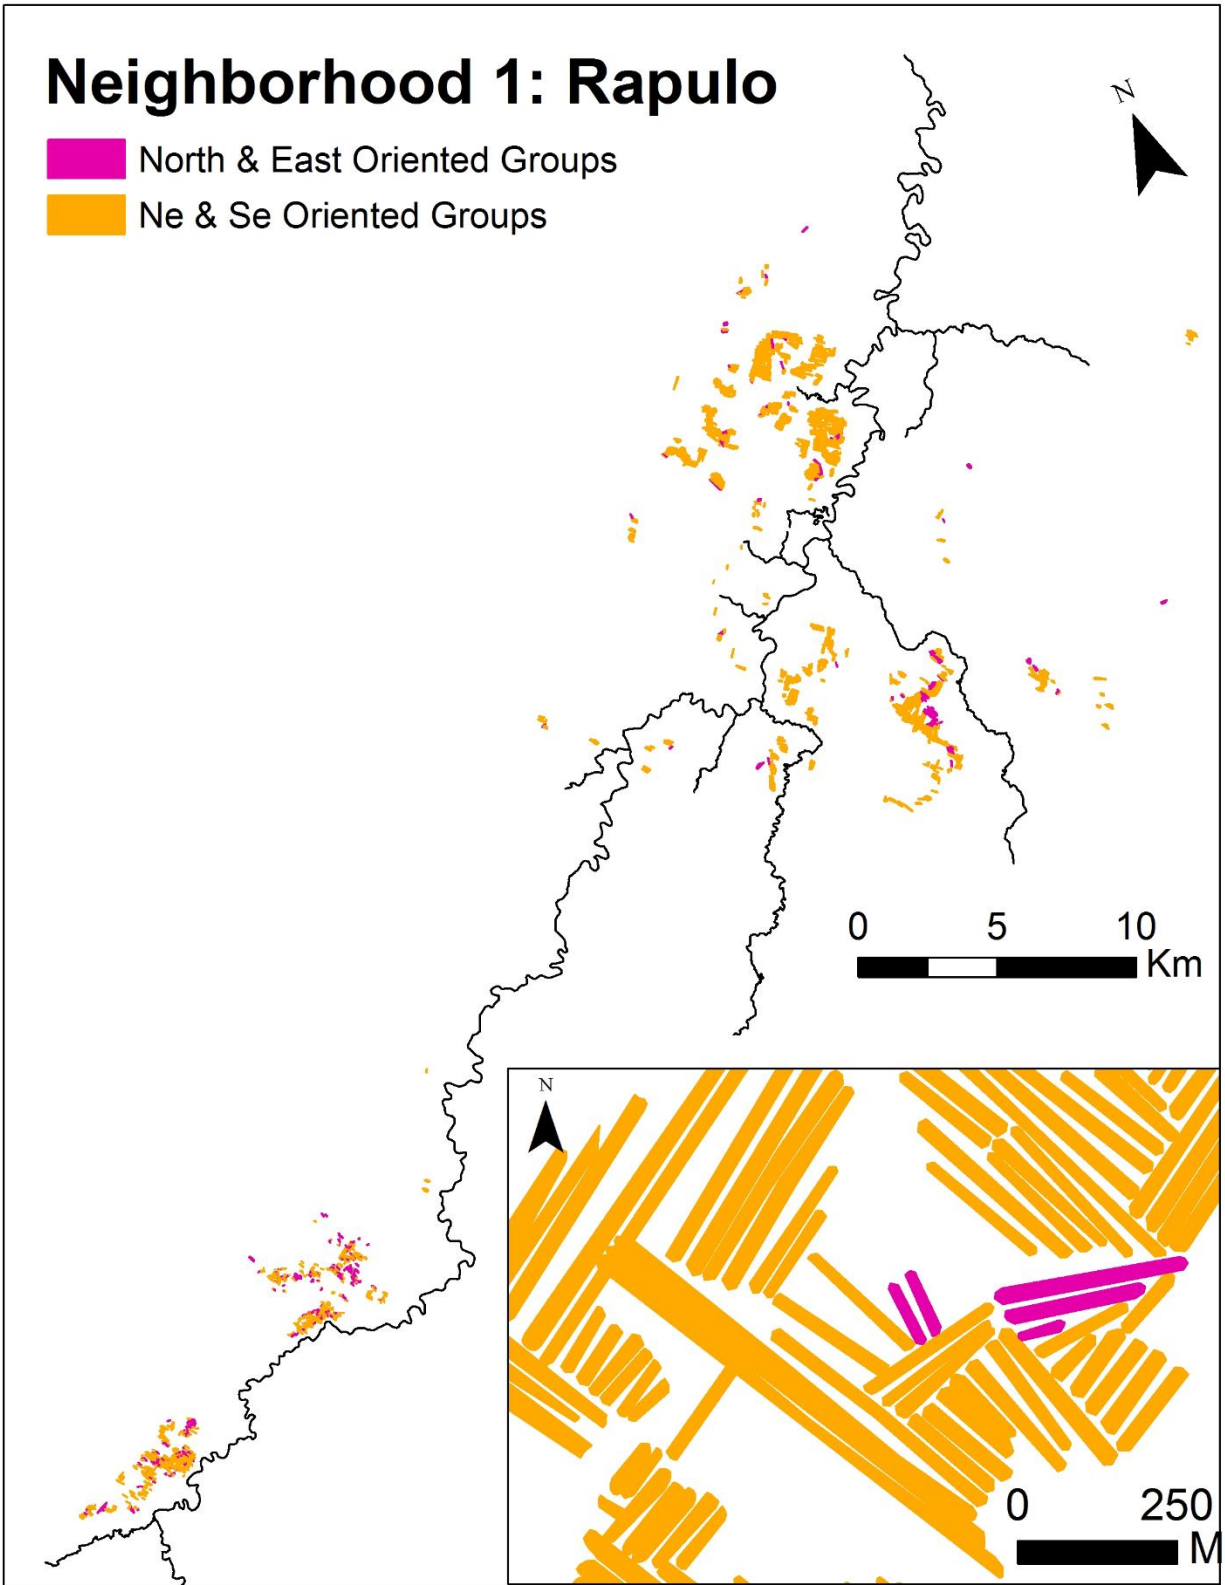 Neighborhood 1: Rapulo
North & East Oriented Groups
Ne & Se Oriented Groups
N
0 5 10
Km
N
0 250
M